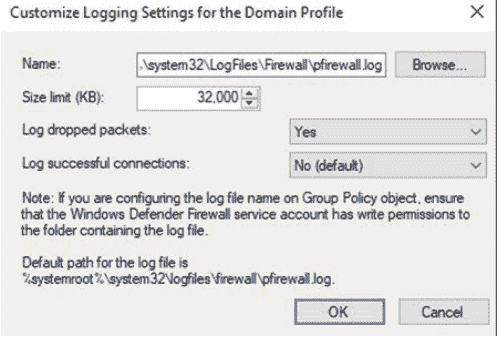 Customize Logging Settings for the Domain Profile
Name: .\system32\LogFiles\Firewall\pfirewall.log Browse...
Size limit (KB): 32,000
Log dropped packets: Yes
Log successful connections: No (default)
Note: If you are configuring the log file name on Group Policy object, ensure
that the Windows Defender Firewall service account has write permissions to
the folder containing the log file.
Default path for the log file is
%systemroot%\system32\logfiles\firewall\pfirewall.log.
OK Cancel